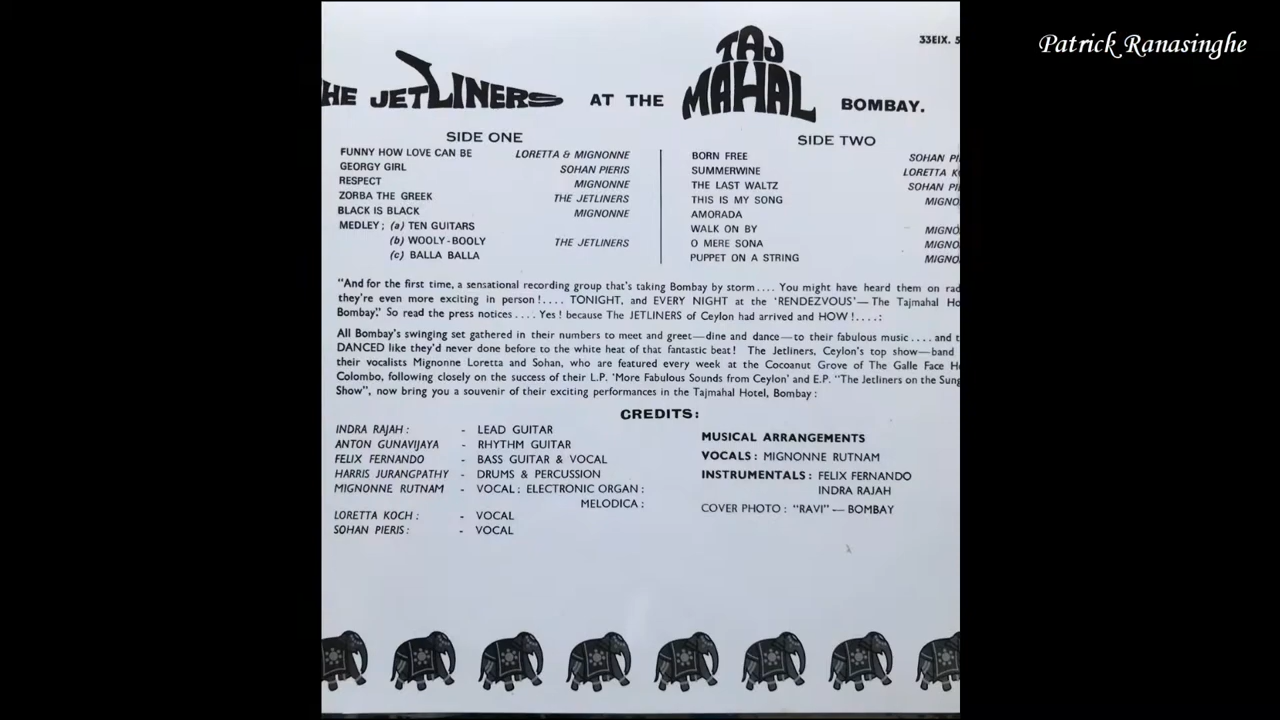 Patrick Ranasinghe
33EIX.
HE JETLINERS AT THE TAJ MAHAL BOMBAY.
SIDE ONE
FUNNY HOW LOVE CAN BE LORETTA & MIGNONNE
GEORGY GIRL SOHAN PIERIS
RESPECT MIGNONNE
ZORBA THE GREEK THE JETLINERS
BLACK IS BLACK MIGNONNE
MEDLEY; (a) TEN GUITARS
(b) WOOLY-BOOLY THE JETLINERS
(c) BALLA BALLA
SIDE TWO
BORN FREE SOHAN PI
SUMMERWINE LORETTA K
THE LAST WALTZ SOHAN PI
THIS IS MY SONG MIGNO
AMORADA
WALK ON BY MIGNO
O MERE SONA MIGNO
PUPPET ON A STRING MIGNO
"And for the first time, a sensational recording group that's taking Bombay by storm.... You might have heard them on rad
they're even more exciting in person!.... TONIGHT, and EVERY NIGHT at the 'RENDEZVOUS'—The Tajmahal Ho
Bombay." So read the press notices.... Yes! because The JETLINERS of Ceylon had arrived and HOW!....:
All Bombay's swinging set gathered in their numbers to meet and greet—dine and dance—to their fabulous music....and t
DANCED like they'd never done before to the white heat of that fantastic beat! The Jetliners, Ceylon's top show—band
their vocalists Mignonne Loretta and Sohan, who are featured every week at the Cocoanut Grove of The Galle Face H
Colombo, following closely on the success of their L.P. 'More Fabulous Sounds from Ceylon' and E.P. "The Jetliners on the Sung
Show", now bring you a souvenir of their exciting performances in the Tajmahal Hotel, Bombay:
CREDITS:
INDRA RAJAH: - LEAD GUITAR
ANTON GUNAVIJAYA - RHYTHM GUITAR
FELIX FERNANDO - BASS GUITAR & VOCAL
HARRIS JURANGPATHY - DRUMS & PERCUSSION
MIGNONNE RUTNAM - VOCAL: ELECTRONIC ORGAN:
MELODICA:
LORETTA KOCH: - VOCAL
SOHAN PIERIS: - VOCAL
MUSICAL ARRANGEMENTS
VOCALS: MIGNONNE RUTNAM
INSTRUMENTALS: FELIX FERNANDO
INDRA RAJAH
COVER PHOTO: "RAVI"—BOMBAY